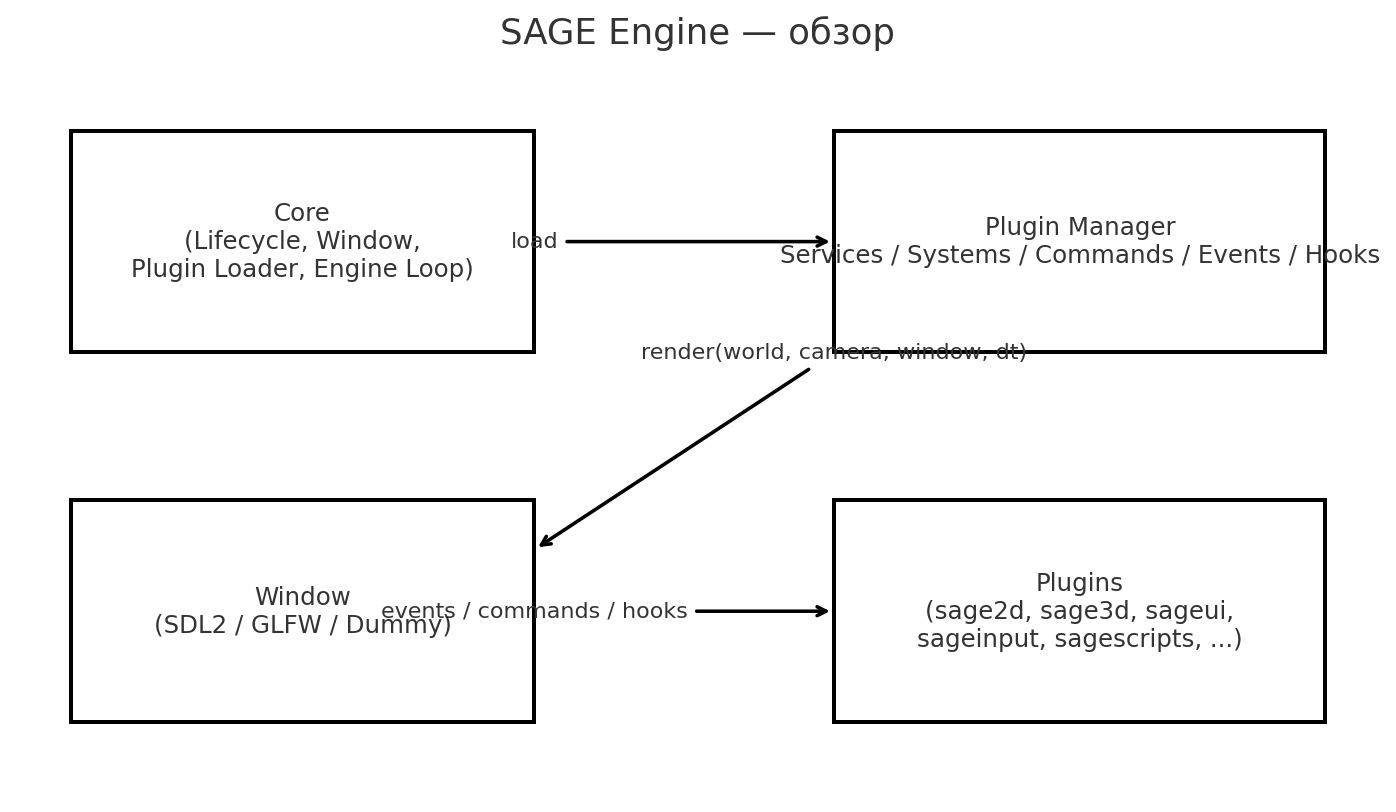 SAGE Engine — обзор
Core
(Lifecycle, Window,
Plugin Loader, Engine Loop)
load
Plugin Manager
Services / Systems / Commands / Events / Hooks
render(world, camera, window, dt)
Window
(SDL2 / GLFW / Dummy)
events / commands / hooks
Plugins
(sage2d, sage3d, sageui,
sageinput, sagescripts, ...)